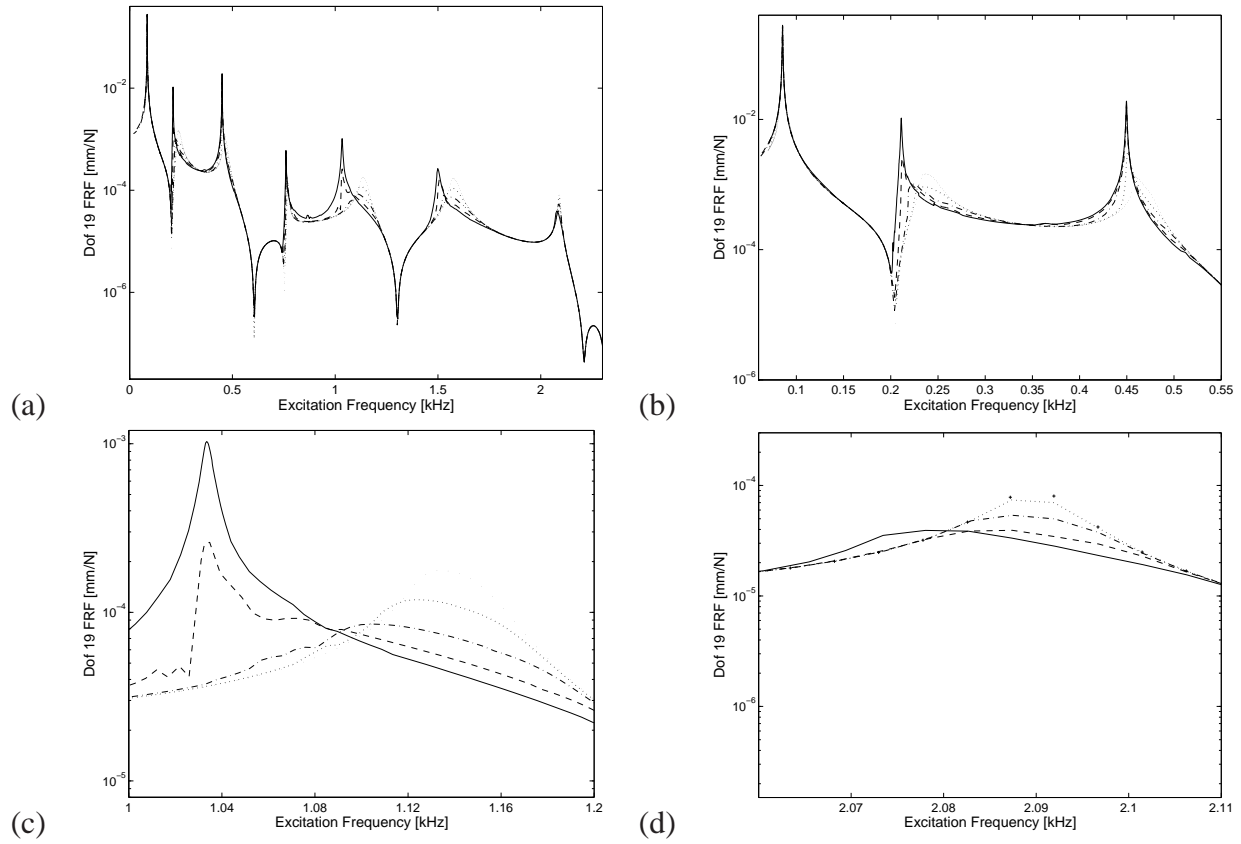 Dof 19 FRF [mm/N]
10⁻²
10⁻⁴
10⁻⁶
0 0.5 1 1.5 2
Excitation Frequency [kHz]
(a)
Dof 19 FRF [mm/N]
10⁻²
10⁻⁴
10⁻⁶
0.1 0.15 0.2 0.25 0.3 0.35 0.4 0.45 0.5 0.55
Excitation Frequency [kHz]
(b)
Dof 19 FRF [mm/N]
10⁻³
10⁻⁴
10⁻⁵
1 1.04 1.08 1.12 1.16 1.2
Excitation Frequency [kHz]
(c)
Dof 19 FRF [mm/N]
10⁻⁴
10⁻⁵
10⁻⁶
2.07 2.08 2.09 2.1 2.11
Excitation Frequency [kHz]
(d)